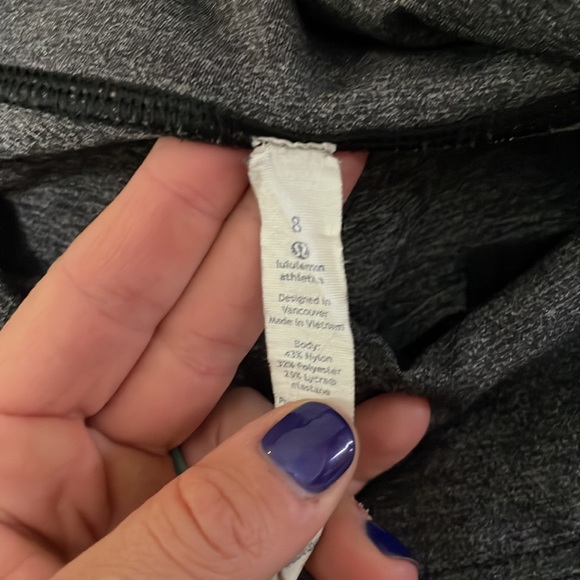 8
lululemon
athletica
Designed in
Vancouver
Made in Vietnam
Body:
43% Nylon
32% Polyester
25% Lycra®
elastane